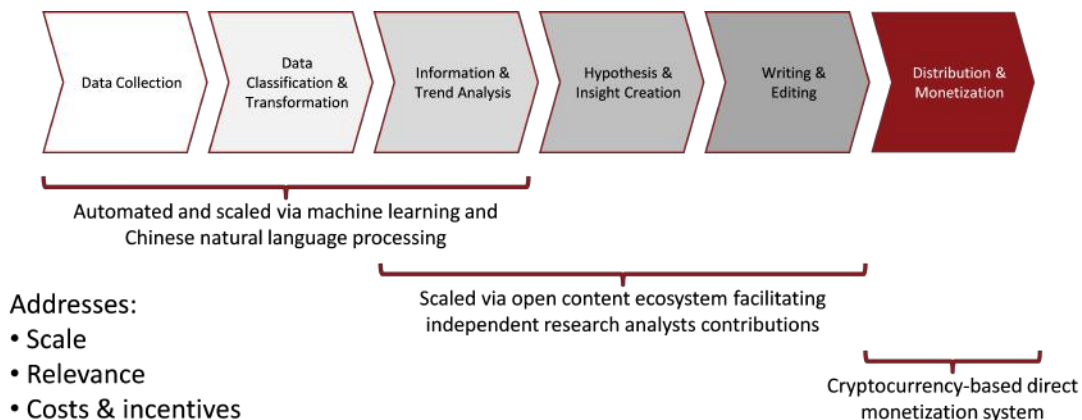 Data Collection
Data
Classification &
Transformation
Information &
Trend Analysis
Hypothesis &
Insight Creation
Writing &
Editing
Distribution &
Monetization
Automated and scaled via machine learning and
Chinese natural language processing
Scaled via open content ecosystem facilitating
independent research analysts contributions
Addresses:
• Scale
• Relevance
• Costs & incentives
Cryptocurrency-based direct
monetization system